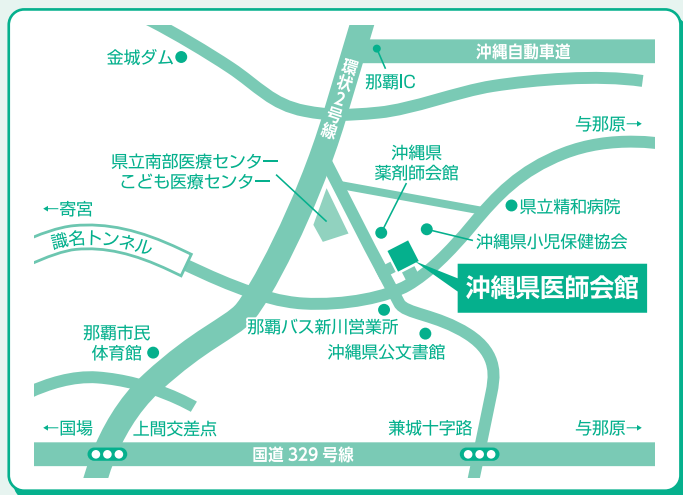 金城ダム
沖縄自動車道
環状2号線
那覇IC
与那原→
沖縄県
薬剤師会館
県立南部医療センター
こども医療センター
←寄宮
県立精和病院
識名トンネル
沖縄県小児保健協会
沖縄県医師会館
那覇バス新川営業所
那覇市民
体育館
沖縄県公文書館
←国場
上間交差点
兼城十字路
与那原→
国道 329 号線